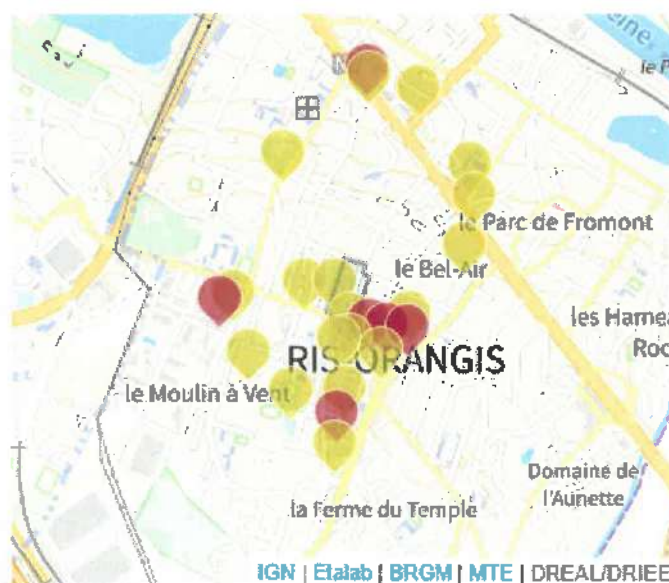 le Parc de Fromont
le Bel-Air
les Hame
Roc
RIS-ORANGIS
le Moulin à Vent
Domaine de
l'Aunette
la Ferme du Temple
IGN | Etalab | BRGM | MTE | DREAL/DRIEE